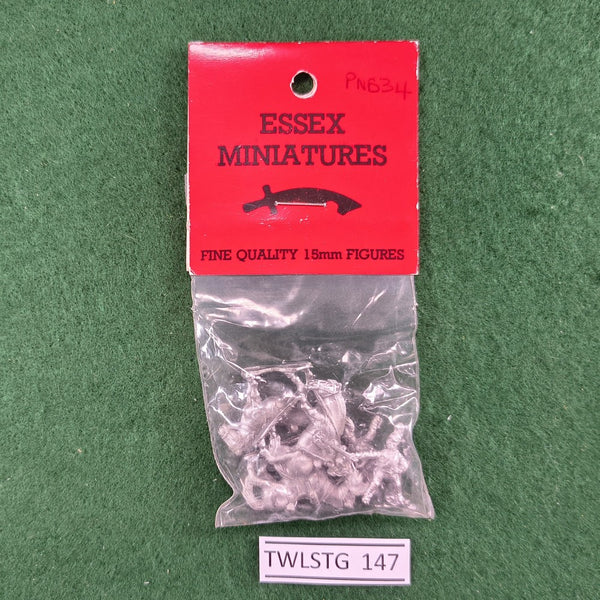 PNB34
ESSEX
MINIATURES
FINE QUALITY 15mm FIGURES
TWLSTG 147